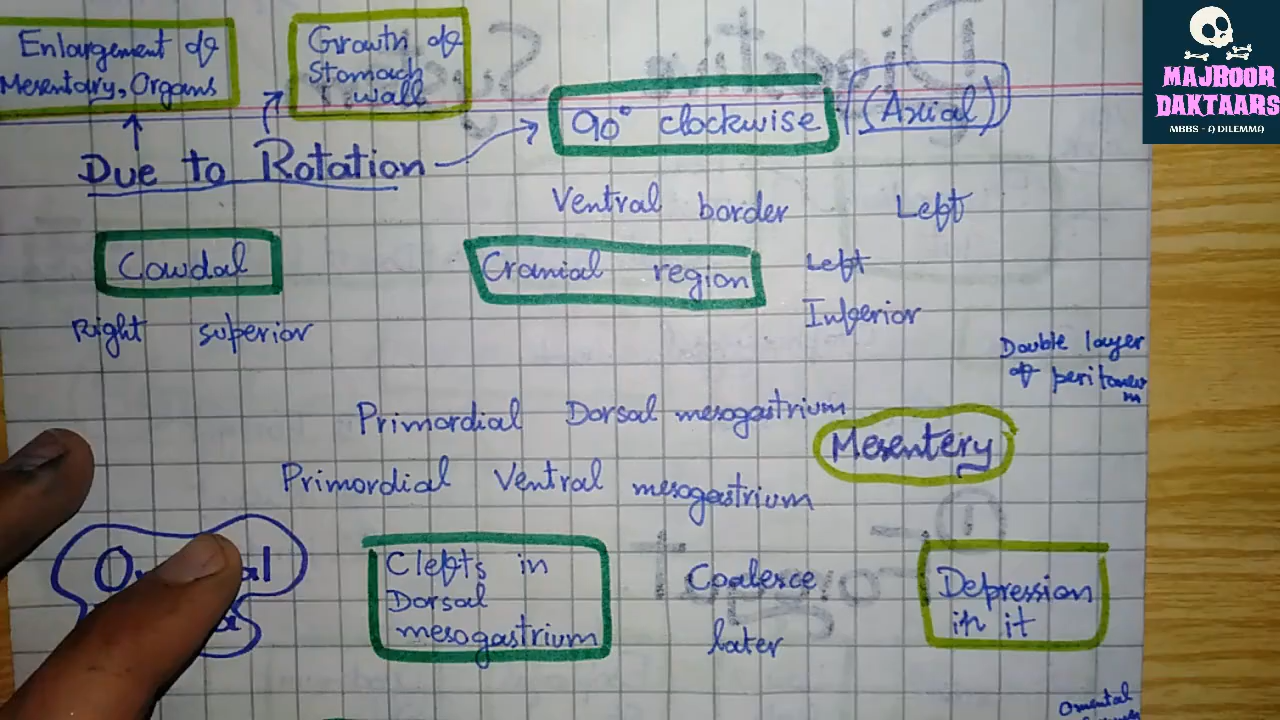 Enlargement of
Mesentary, Organs
Growth of
Stomach
wall
90° clockwise (Axial)
Due to Rotation
Ventral border Left
Caudal
Cranial region Left
Inferior
Right superior
Double layer
of peritoneu
m
Primordial Dorsal mesogastrium
Mesentery
Primordial Ventral mesogastrium
Clefts in
Dorsal
mesogastrium
Coalesce
later
Depression
in it
Omental
MAJBOOR
DAKTAARS
MBBS - A DILEMMA